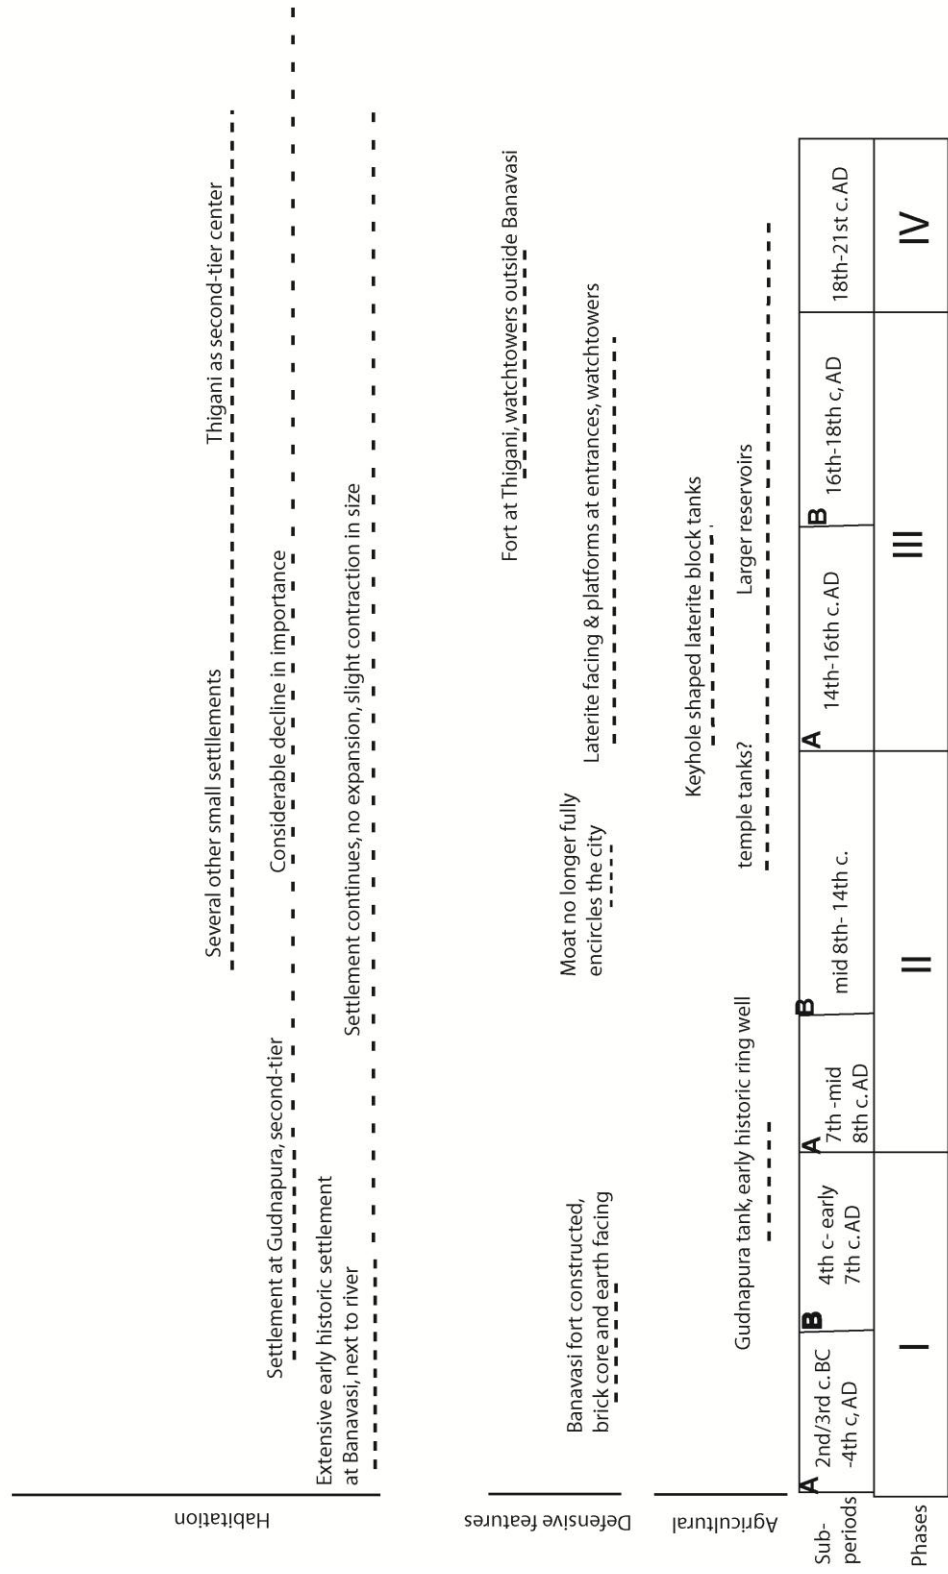 Habitation
Several other small settllements
Thigani as second-tier center
Settlement at Gudnapura, second-tier
Considerable decline in importance
Extensive early historic settlement
at Banavasi, next to river
Settlement continues, no expansion, slight contraction in size
Defensive features
Fort at Thigani, watchtowers outside Banavasi
Banavasi fort constructed,
brick core and earth facing
Moat no longer fully
encircles the city
Laterite facing & platforms at entrances, watchtowers
Agricultural
Keyhole shaped laterite block tanks
Gudnapura tank, early historic ring well
temple tanks?
Larger reservoirs
Sub-
periods
A
2nd/3rd c. BC
-4th c, AD
B
4th c- early
7th c. AD
A
7th -mid
8th c. AD
B
mid 8th- 14th c.
A
14th-16th c. AD
B
16th-18th c, AD
18th-21st c. AD
Phases
I
II
III
IV